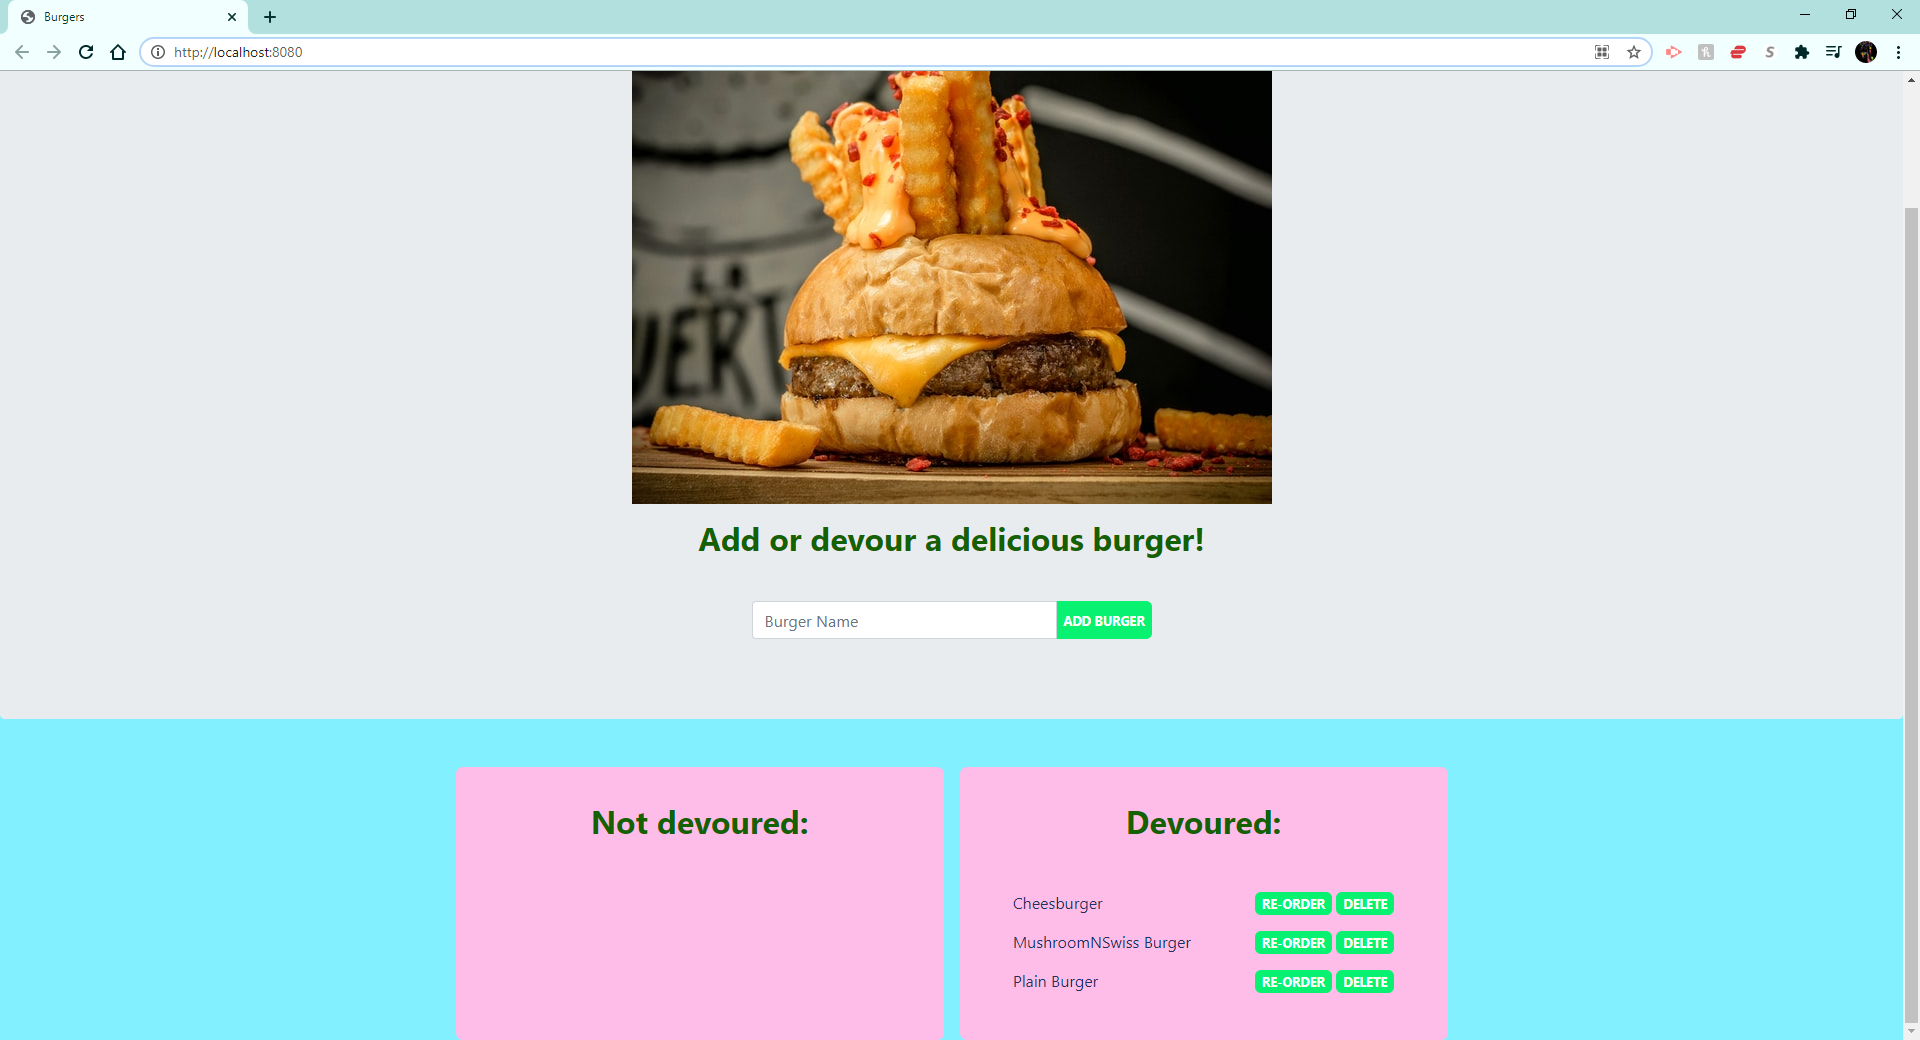 Burgers
http://localhost:8080
Add or devour a delicious burger!
Burger Name
ADD BURGER
Not devoured:
Devoured:
Cheesburger RE-ORDER DELETE
MushroomNSwiss Burger RE-ORDER DELETE
Plain Burger RE-ORDER DELETE